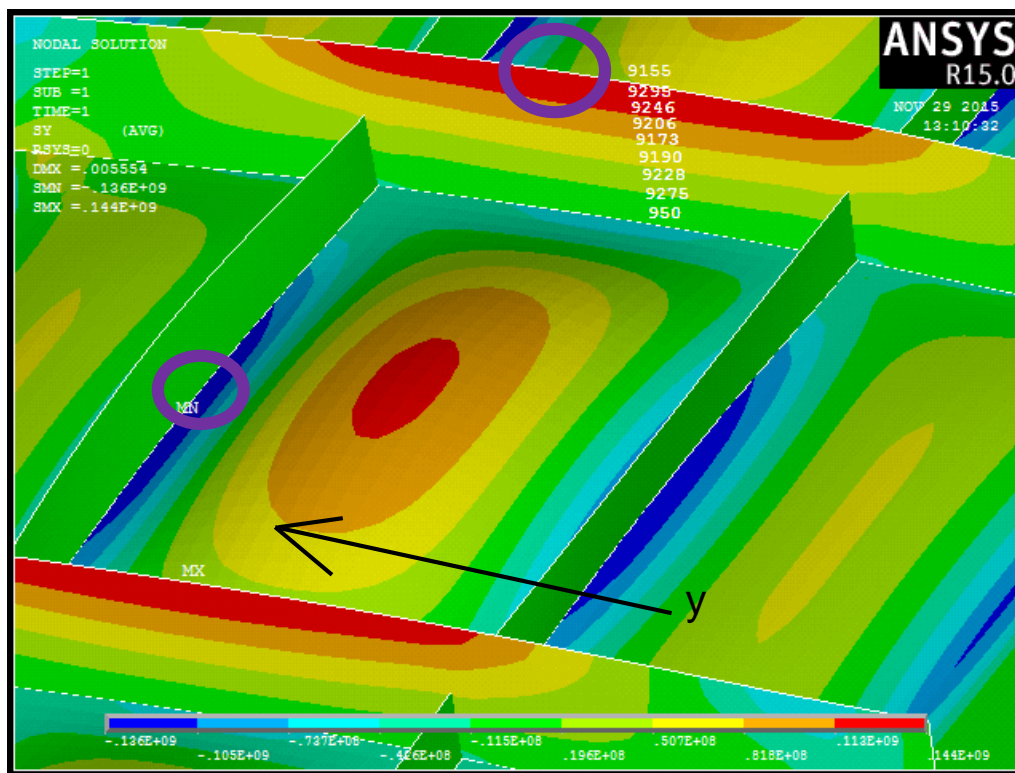 NODAL SOLUTION
STEP=1
SUB =1
TIME=1
SY (AVG)
RSYS=0
DMX =.005554
SMN =-.136E+09
SMX =.144E+09
ANSYS
R15.0
NOV 29 2015
13:10:32
9155
9295
9246
9206
9173
9190
9228
9275
950
MN
MX
y
-.136E+09
-.105E+09
-.737E+08
-.426E+08
-.115E+08
.196E+08
.507E+08
.818E+08
.113E+09
.144E+09